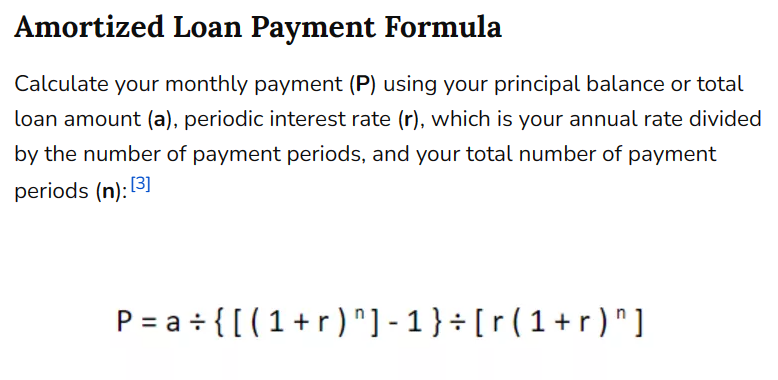 Amortized Loan Payment Formula
Calculate your monthly payment (P) using your principal balance or total
loan amount (a), periodic interest rate (r), which is your annual rate divided
by the number of payment periods, and your total number of payment
periods (n):[3]
P = a ÷ { [ ( 1 + r ) ⁿ ] - 1 } ÷ [ r ( 1 + r ) ⁿ ]